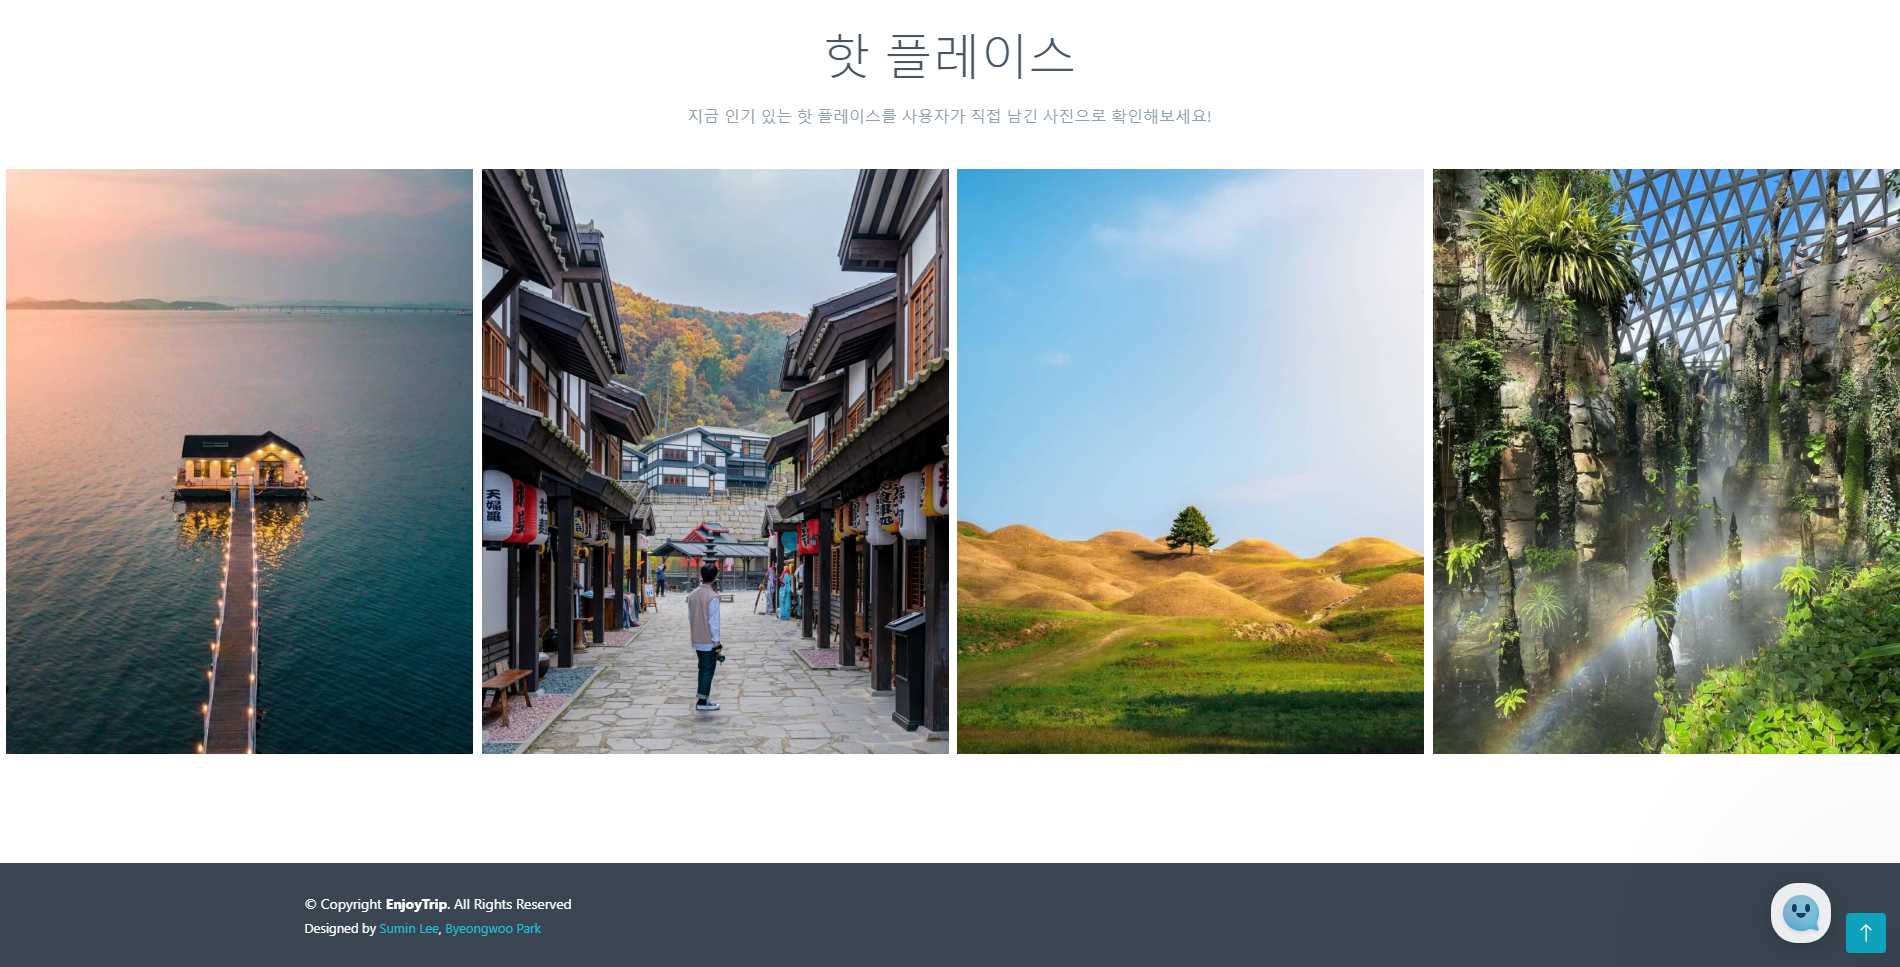 핫 플레이스
지금 인기 있는 핫 플레이스를 사용자가 직접 남긴 사진으로 확인해보세요!
天婦羅
© Copyright EnjoyTrip. All Rights Reserved
Designed by Sumin Lee, Byeongwoo Park